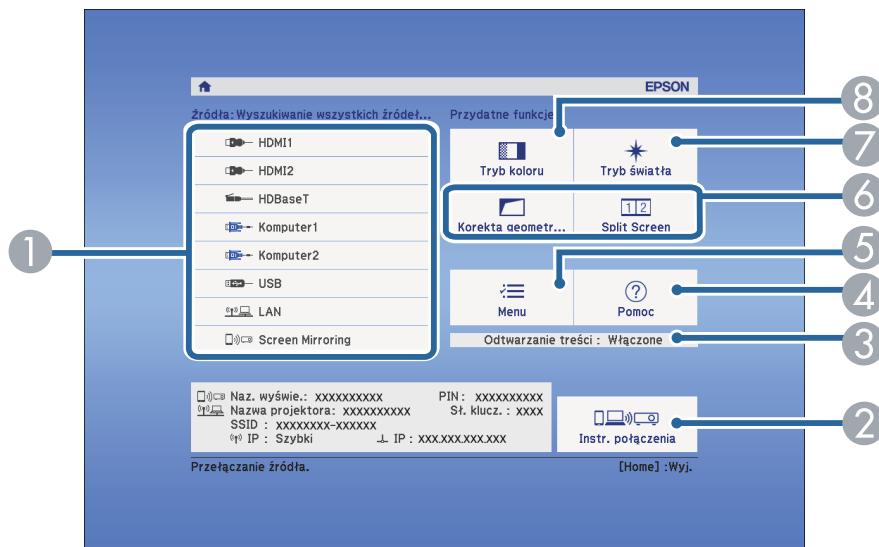 EPSON
Źródła: Wyszukiwanie wszystkich źródeł...
HDMI1
HDMI2
HDBaseT
Komputer1
Komputer2
USB
LAN
Screen Mirroring
Przydatne funkcje
Tryb koloru
Tryb światła
Korekta geometr...
1 2
Split Screen
Menu
Pomoc
Odtwarzanie treści : Włączone
Naz. wyświe.: xxxxxxxxxx PIN : xxxxxxxxxx
Nazwa projektora: xxxxxxxxxx Sł. klucz. : xxxx
SSID : xxxxxxxx-xxxxxx
IP : Szybki IP : xxx.xxx.xxx.xxx
Instr. połączenia
Przełączanie źródła. [Home] :Wyj.
1
8
7
6
5
4
3
2